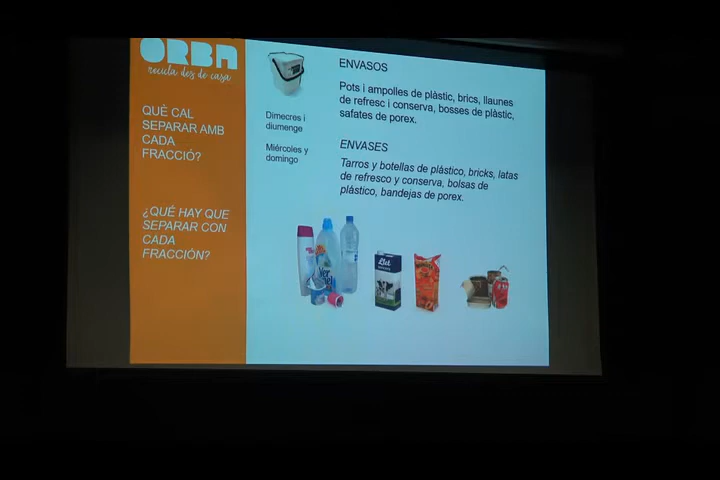 ORBA
recicla des de casa
QUÈ CAL
SEPARAR AMB
CADA
FRACCIÓ?
¿QUÉ HAY QUE
SEPARAR CON
CADA
FRACCIÓN?
Dimecres i
diumenge
Miércoles y
domingo
ENVASOS
Pots i ampolles de plàstic, brics, llaunes
de refresc i conserva, bosses de plàstic,
safates de porex.
ENVASES
Tarros y botellas de plástico, bricks, latas
de refresco y conserva, bolsas de
plástico, bandejas de porex.
Llet